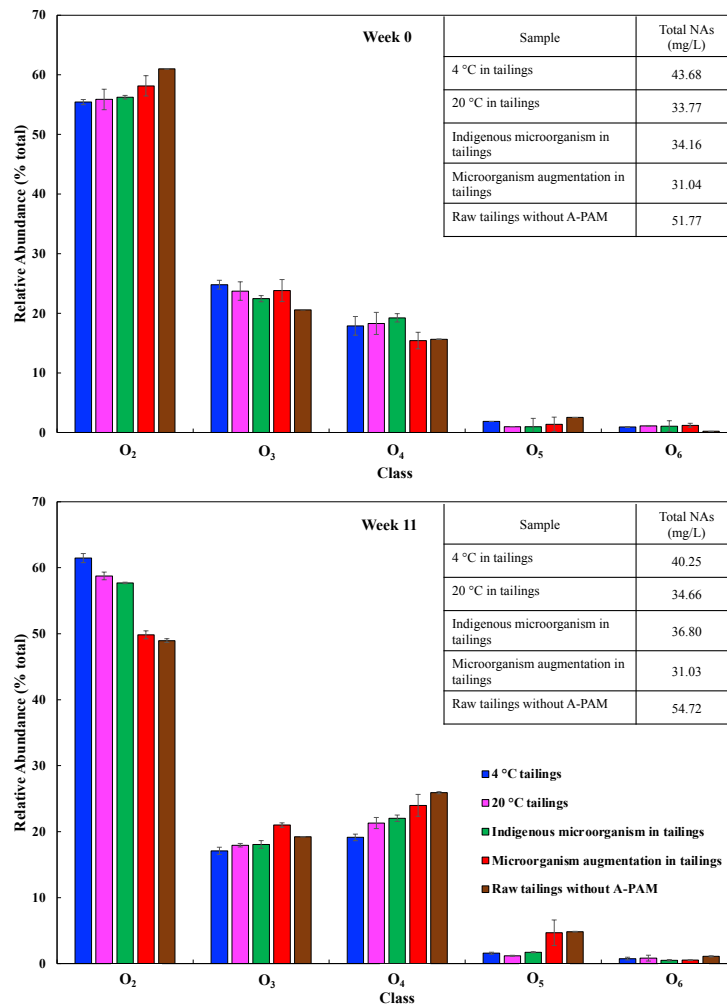 70
60
50
40
30
20
10
0
Relative Abundance (% total)
Week 0
Sample
Total NAs
(mg/L)
4 °C in tailings
43.68
20 °C in tailings
33.77
Indigenous microorganism in
tailings
34.16
Microorganism augmentation in
tailings
31.04
Raw tailings without A-PAM
51.77
O₂
O₃
O₄
O₅
O₆
Class
70
60
50
40
30
20
10
0
Relative Abundance (% total)
Week 11
Sample
Total NAs
(mg/L)
4 °C in tailings
40.25
20 °C in tailings
34.66
Indigenous microorganism in
tailings
36.80
Microorganism augmentation in
tailings
31.03
Raw tailings without A-PAM
54.72
4 °C tailings
20 °C tailings
Indigenous microorganism in tailings
Microorganism augmentation in tailings
Raw tailings without A-PAM
O₂
O₃
O₄
O₅
O₆
Class